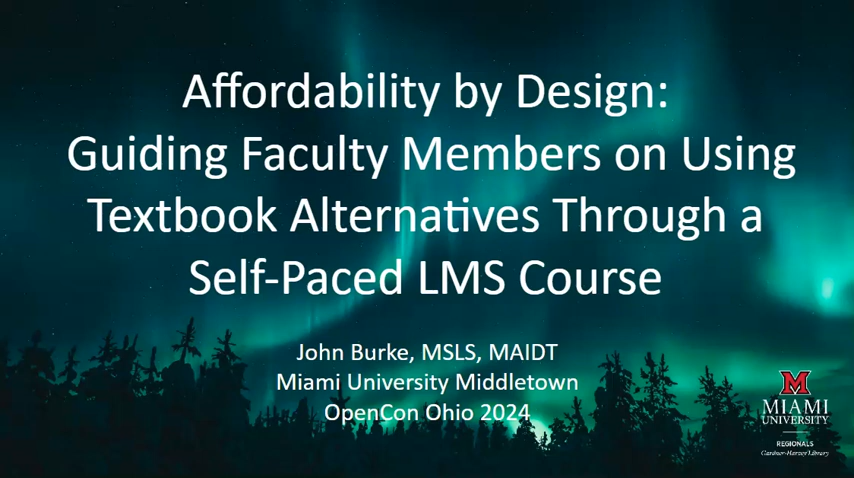 Affordability by Design:
Guiding Faculty Members on Using
Textbook Alternatives Through a
Self-Paced LMS Course
John Burke, MSLS, MAIDT
Miami University Middletown
OpenCon Ohio 2024
M
MIAMI
UNIVERSITY
REGIONALS
Gardner-Harvey Library